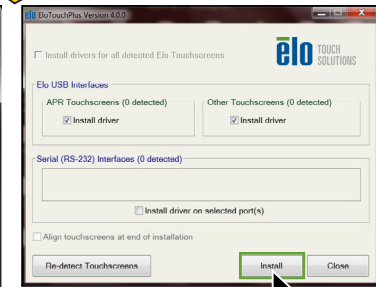 elo EloTouchPlus Version 4.0.0
Install drivers for all detected Elo Touchscreens
elo TOUCH
SOLUTIONS
Elo USB Interfaces
APR Touchscreens (0 detected)
Other Touchscreens (0 detected)
Install driver
Install driver
Serial (RS-232) Interfaces (0 detected)
Install driver on selected port(s)
Align touchscreens at end of installation
Re-detect Touchscreens
Install
Close